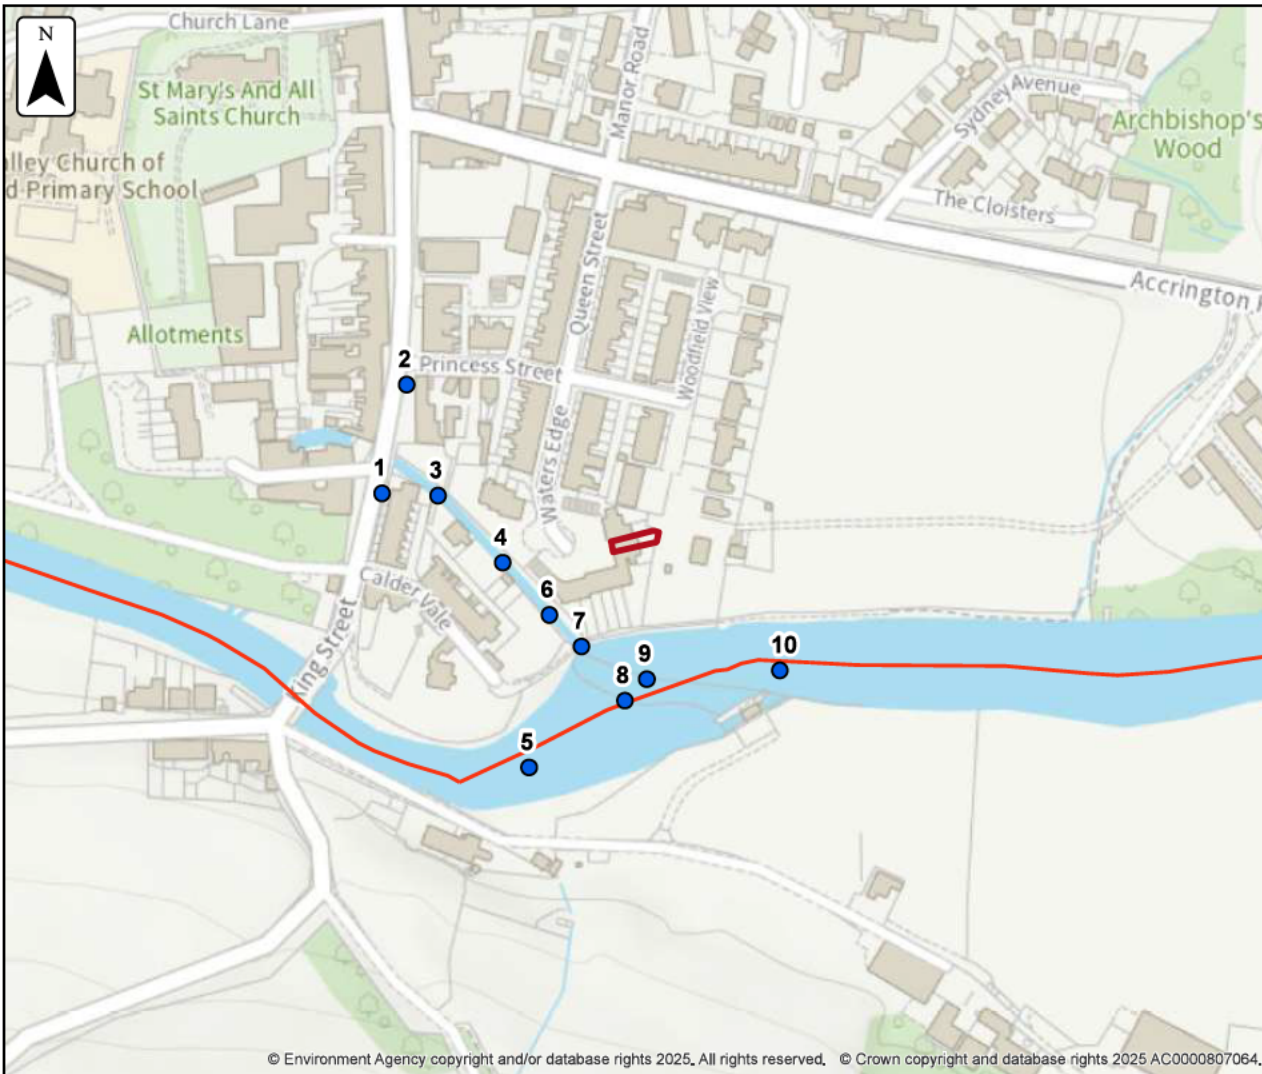 N
Church Lane
St Mary's And All
Saints Church
alley Church of
d Primary School
Manor Road
Sydney Avenue
Archbishop's
Wood
The Cloisters
Queen Street
Accrington R
Allotments
Woodfield View
2
Princess Street
Waters Edge
1
3
4
Calder Vale
6
7
King Street
9
10
8
5
© Environment Agency copyright and/or database rights 2025. All rights reserved. © Crown copyright and database rights 2025 AC0000807064.